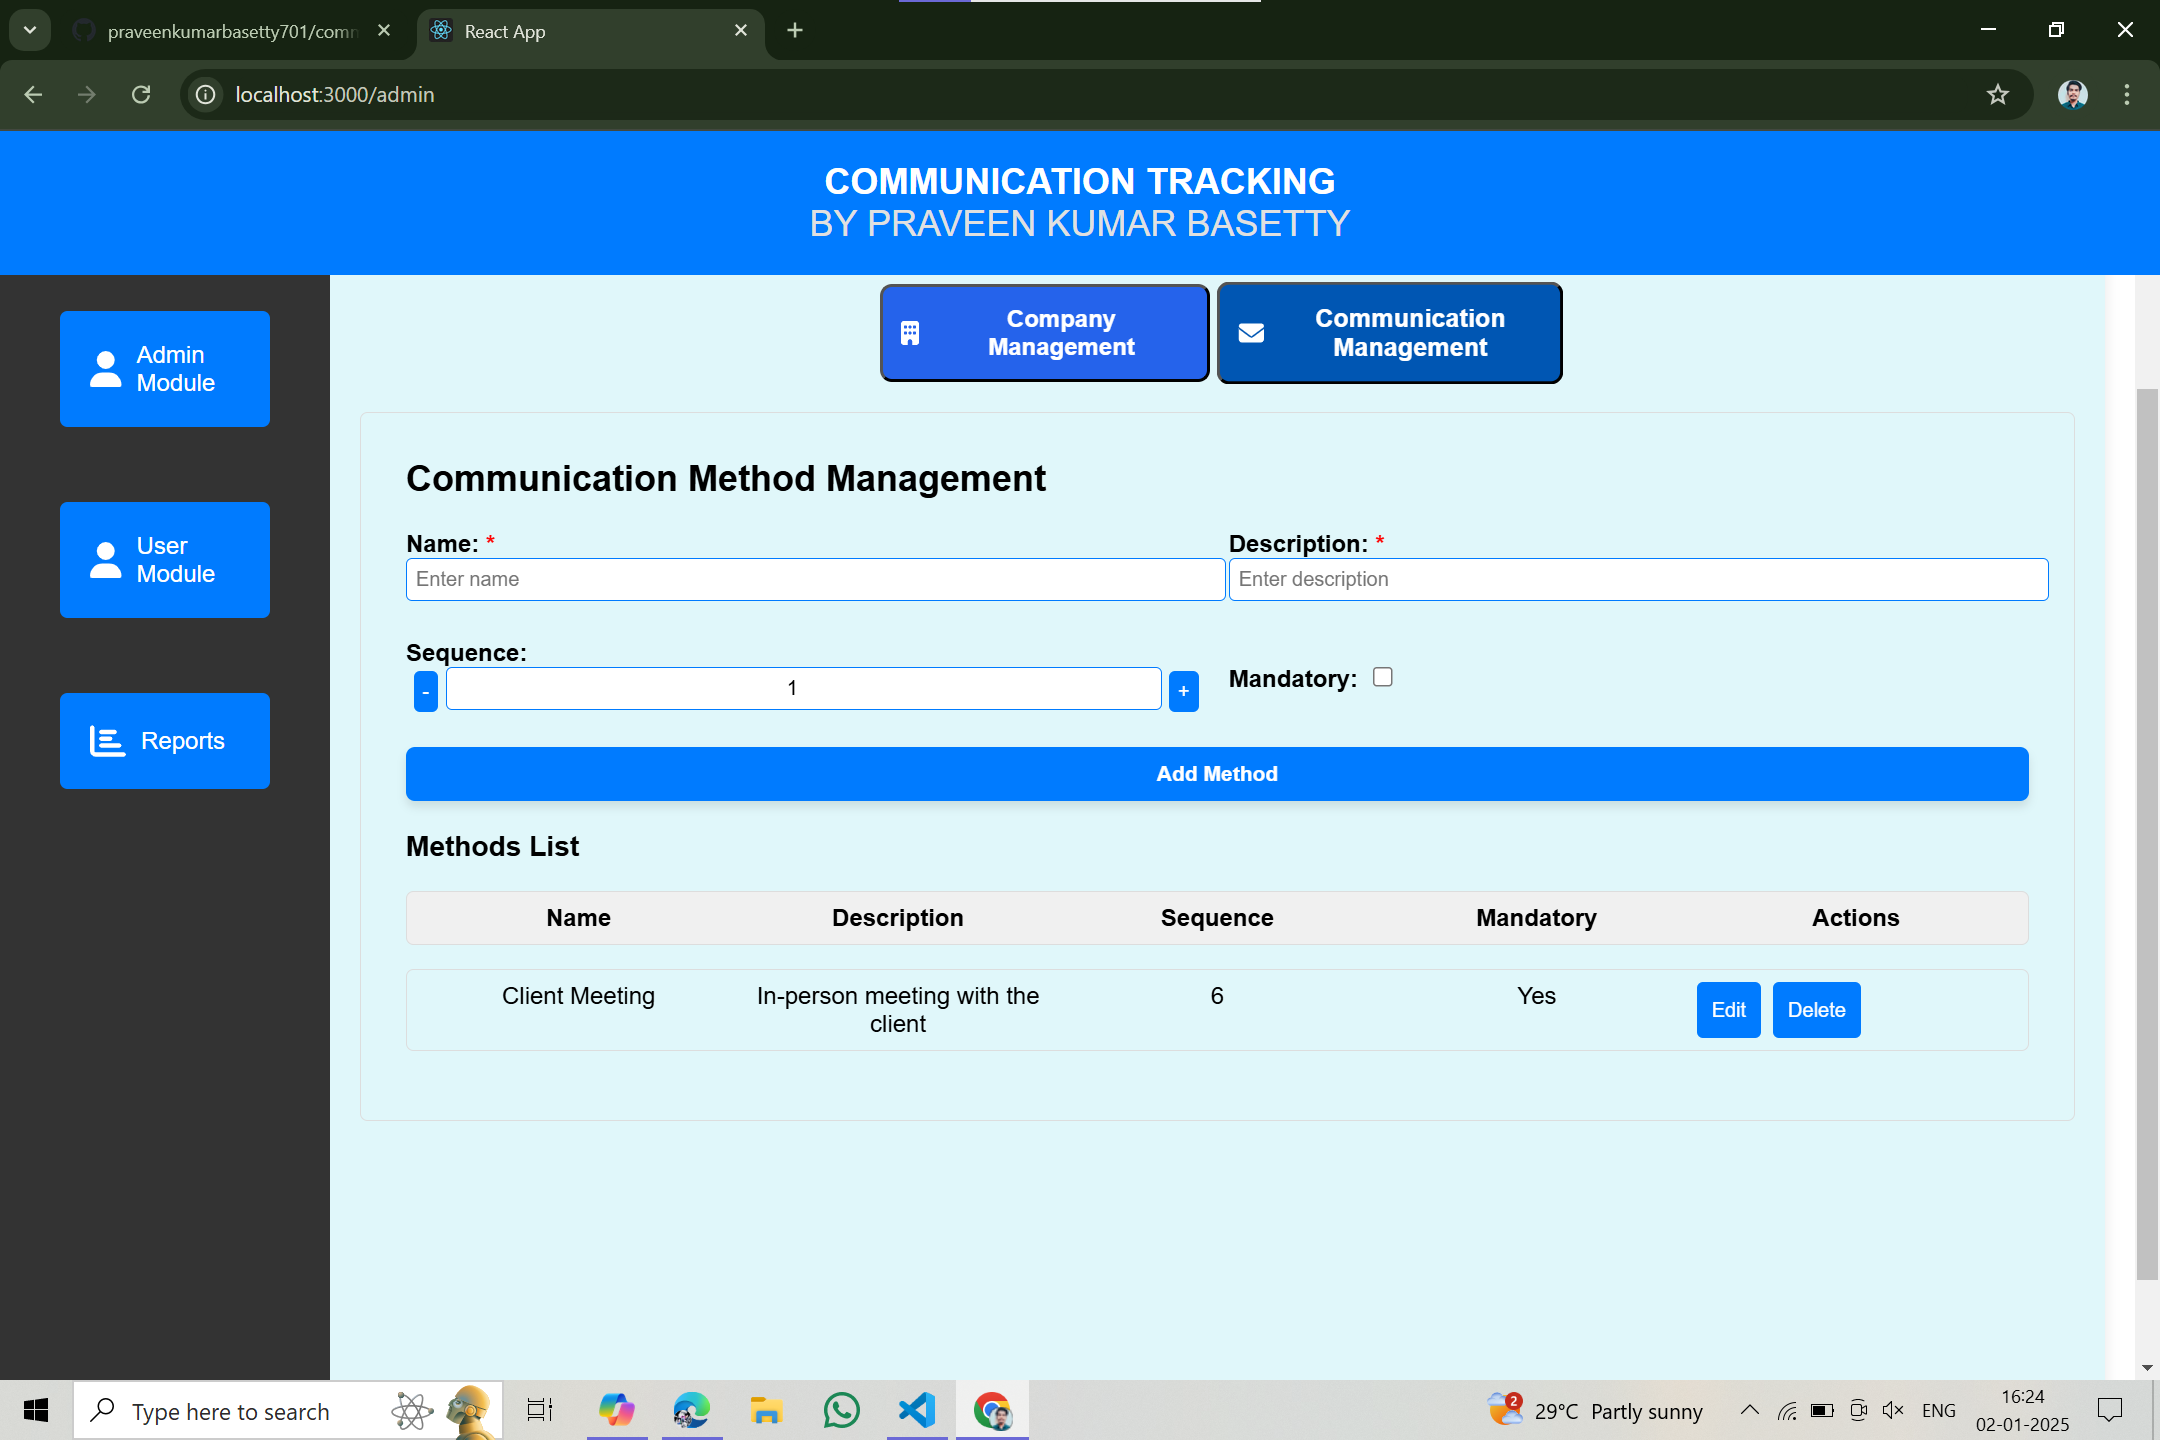 praveenkumarbasetty701/comm
React App
localhost:3000/admin
COMMUNICATION TRACKING
BY PRAVEEN KUMAR BASETTY
Admin
Module
User
Module
Reports
Company
Management
Communication
Management
Communication Method Management
Name: *
Description: *
Enter name
Enter description
Sequence:
- 1 +
Mandatory:
Add Method
Methods List
Name Description Sequence Mandatory Actions
Client Meeting In-person meeting with the client 6 Yes Edit Delete
Type here to search
2
29°C Partly sunny
ENG
16:24
02-01-2025